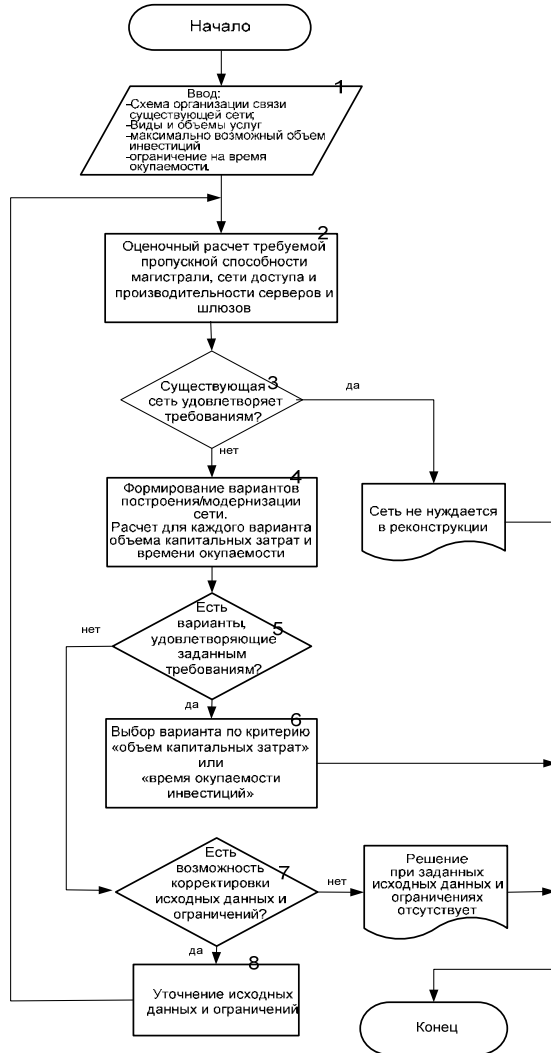 Начало
1
Ввод:
-Схема организации связи
существующей сети;
-Виды и объемы услуг
-максимально возможный объем
инвестиций
-ограничение на время
окупаемости.
2
Оценочный расчет требуемой
пропускной способности
магистрали, сети доступа и
производительности серверов и
шлюзов
3
Существующая
сеть удовлетворяет
требованиям?
да
нет
4
Формирование вариантов
построения/модернизации
сети.
Расчет для каждого варианта
объема капитальных затрат и
времени окупаемости
Сеть не нуждается
в реконструкции
5
Есть
варианты,
удовлетворяющие
заданным
требованиям?
нет
да
6
Выбор варианта по критерию
«объем капитальных затрат»
или
«время окупаемости
инвестиций»
7
Есть
возможность
корректировки
исходных данных и
ограничений?
нет
Решение
при заданных
исходных данных и
ограничениях
отсутствует
да
8
Уточнение исходных
данных и ограничений
Конец